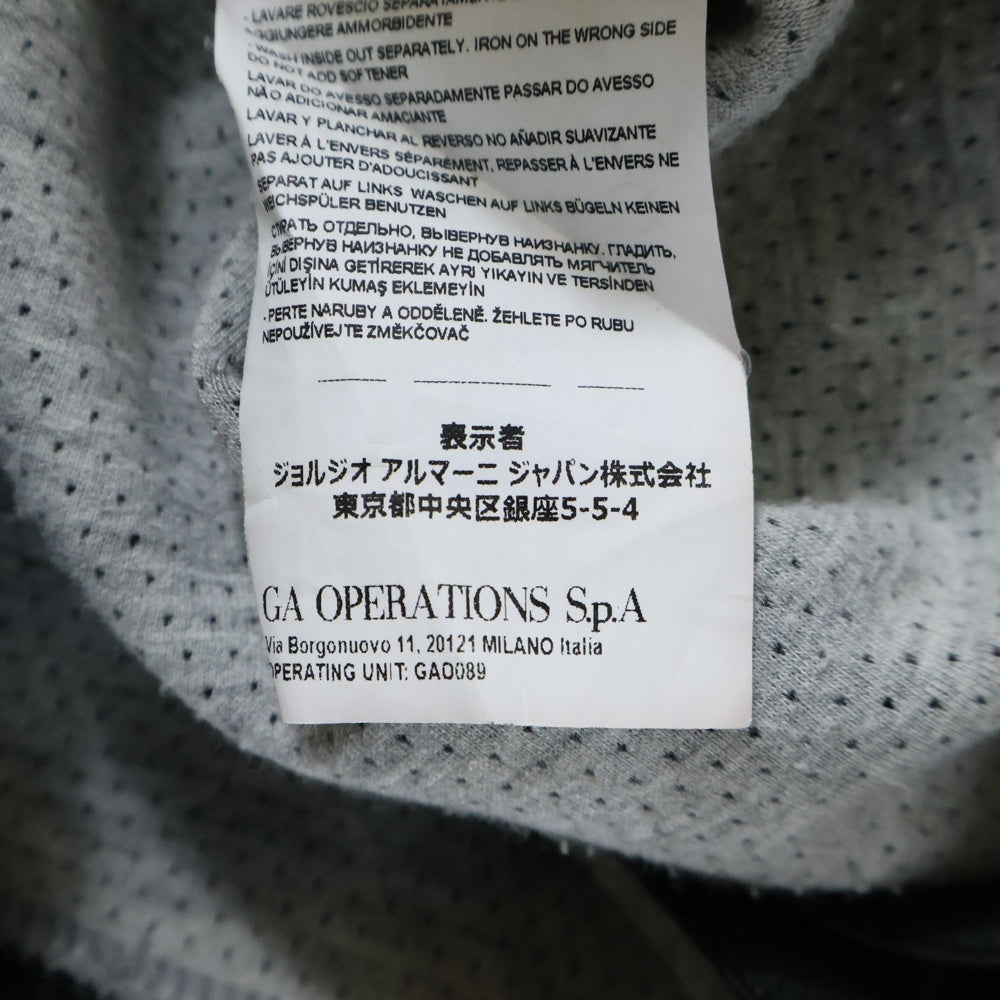 - LAVARE ROVESCIO SEPARATAMENTE
AGGIUNGERE AMMORBIDENTE
- WASH INSIDE OUT SEPARATELY. IRON ON THE WRONG SIDE
DO NOT ADD SOFTENER
LAVAR DO AVESSO SEPARADAMENTE PASSAR DO AVESSO
NÃO ADICIONAR AMACIANTE
LAVAR Y PLANCHAR AL REVERSO NO AÑADIR SUAVIZANTE
LAVER À L'ENVERS SÉPARÉMENT, REPASSER À L'ENVERS NE
PAS AJOUTER D'ADOUCISSANT
SEPARAT AUF LINKS WASCHEN AUF LINKS BÜGELN KEINEN
WEICHSPÜLER BENUTZEN
СТИРАТЬ ОТДЕЛЬНО, ВЫВЕРНУВ НАИЗНАНКУ. ГЛАДИТЬ,
ВЫВЕРНУВ НАИЗНАНКУ НЕ ДОБАВЛЯТЬ МЯГЧИТЕЛЬ
İÇİNİ DIŞINA GETİREREK AYRI YIKAYIN VE TERSİNDEN
ÜTÜLEYİN KUMAŞ EKLEMEYİN
- PERTE NARUBY A ODDĚLENĚ. ŽEHLETE PO RUBU
NEPOUŽÍVEJTE ZMĚKČOVAČ
表示者
ジョルジオ アルマーニ ジャパン株式会社
東京都中央区銀座5-5-4
GA OPERATIONS S.p.A
Via Borgonuovo 11, 20121 MILANO Italia
OPERATING UNIT: GAO089